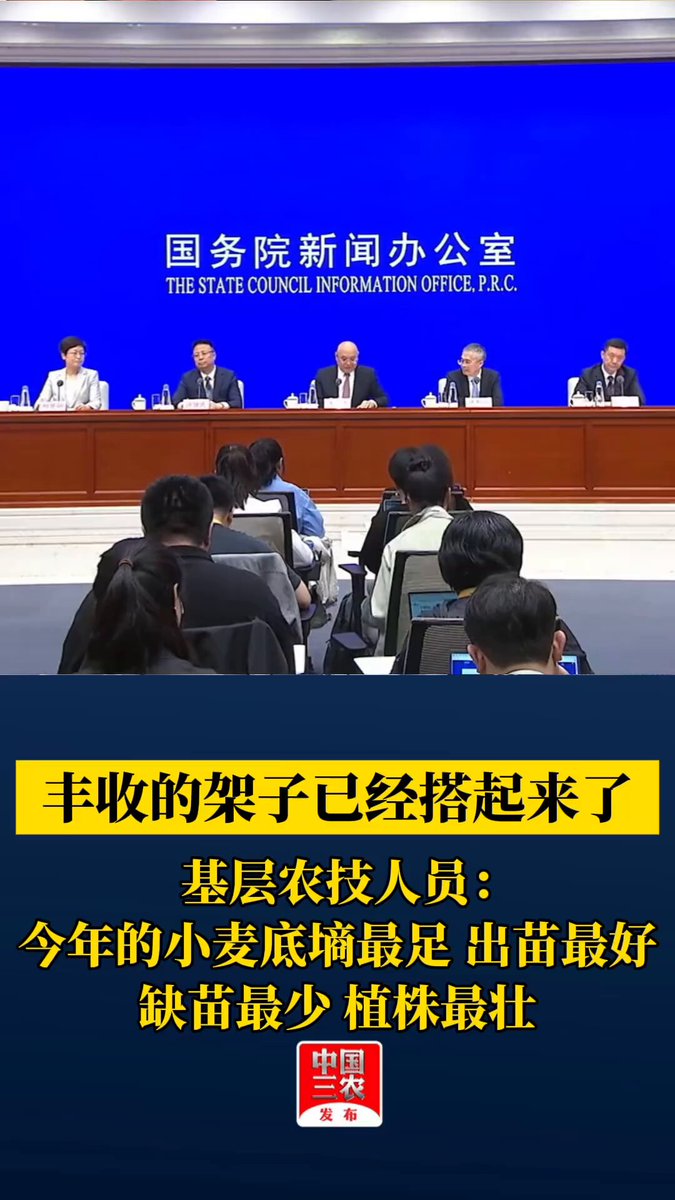 国务院新闻办公室
THE STATE COUNCIL INFORMATION OFFICE, P.R.C.
丰收的架子已经搭起来了
基层农技人员：
今年的小麦底墒最足 出苗最好
缺苗最少 植株最壮
中国
三农
发布